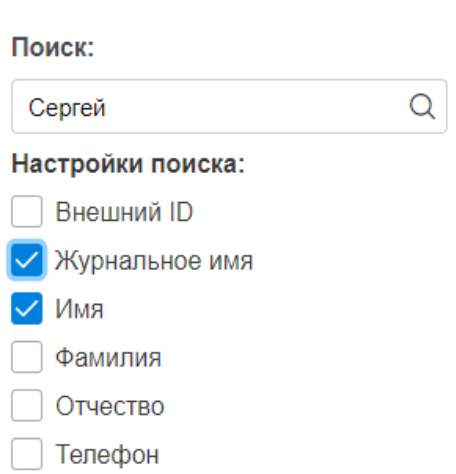 Поиск:
Сергей
Настройки поиска:
Внешний ID
Журнальное имя
Имя
Фамилия
Отчество
Телефон